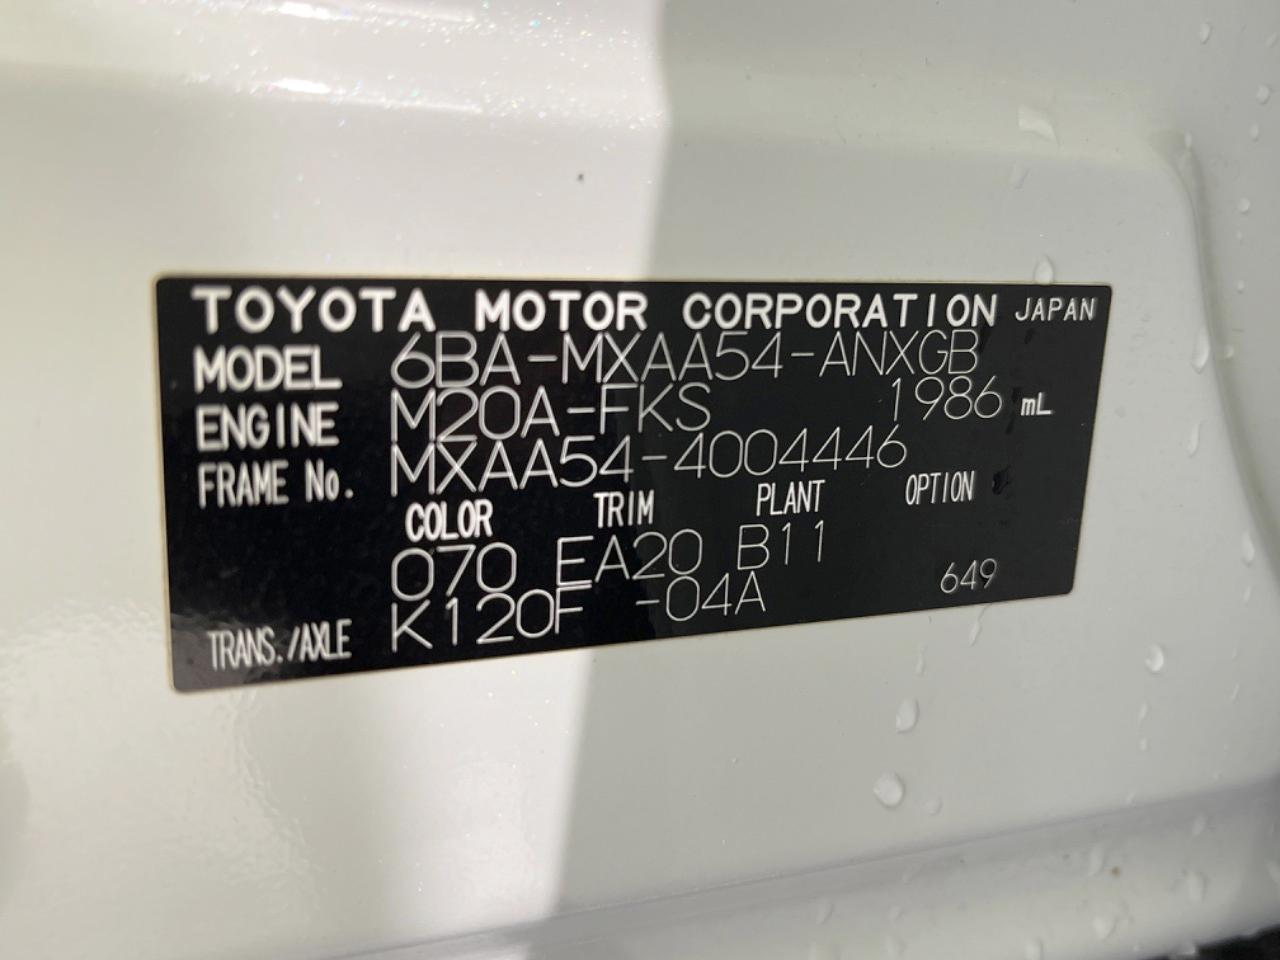 TOYOTA MOTOR CORPORATION JAPAN
MODEL 6BA-MXAA54-ANXGB
ENGINE M20A-FKS 1986 mL
FRAME No. MXAA54-4004446
COLOR TRIM PLANT OPTION
070 EA20 B11
TRANS./AXLE K120F -04A 649